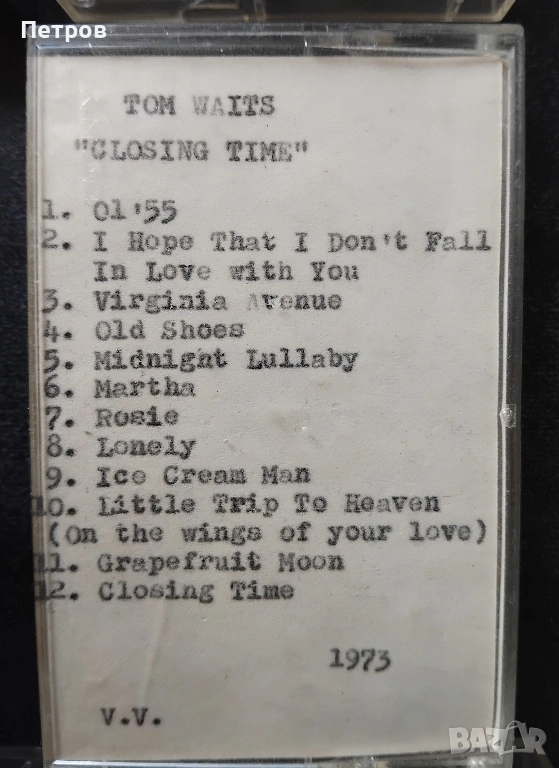 Петров
TOM WAITS
"CLOSING TIME"
1. Ol'55
2. I Hope That I Don't Fall
In Love with You
3. Virginia Avenue
4. Old Shoes
5. Midnight Lullaby
6. Martha
7. Rosie
8. Lonely
9. Ice Cream Man
10. Little Trip To Heaven
(On the wings of your love)
11. Grapefruit Moon
12. Closing Time
1973
V.V.
BAZAR